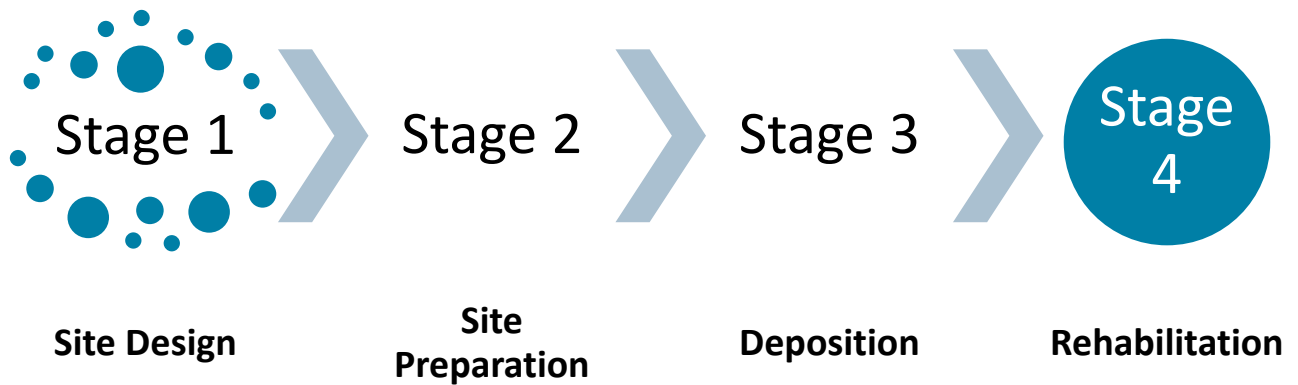 Stage 1
Stage 2
Stage 3
Stage
4
Site Design
Site
Preparation
Deposition
Rehabilitation